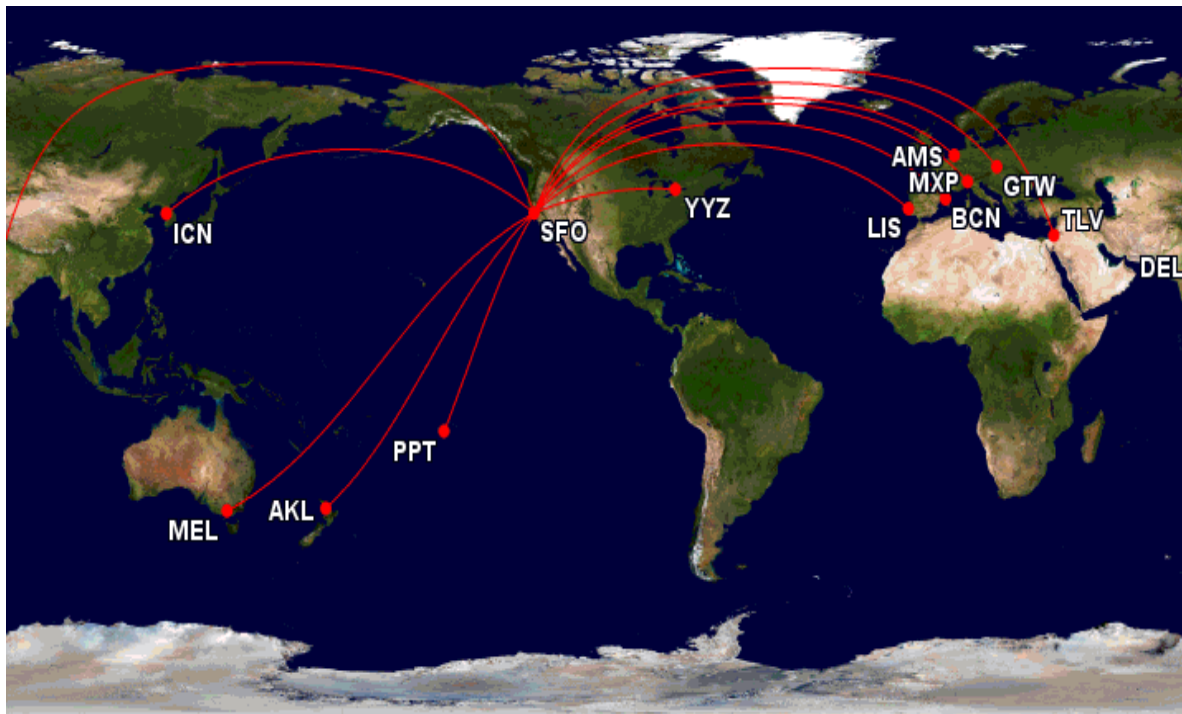 AMS
MXP
GTW
YYZ
LIS
BCN
TLV
ICN
SFO
DEL
PPT
MEL
AKL